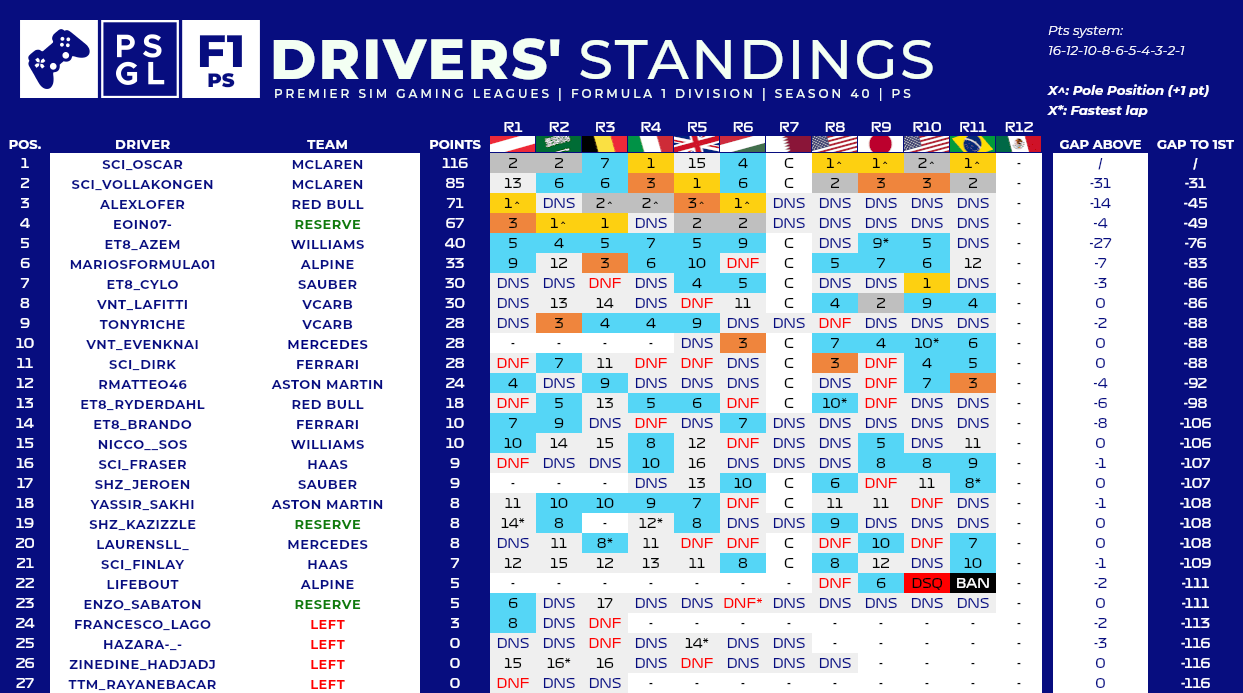 PS GL
F1 PS
DRIVERS' STANDINGS
PREMIER SIM GAMING LEAGUES | FORMULA 1 DIVISION | SEASON 40 | PS
Pts system:
16-12-10-8-6-5-4-3-2-1
X^: Pole Position (+1 pt)
X*: Fastest lap
R1 R2 R3 R4 R5 R6 R7 R8 R9 R10 R11 R12
POS. DRIVER TEAM POINTS GAP ABOVE GAP TO 1ST
1 SCI_OSCAR MCLAREN 116 2 2 7 1 15 4 C 1^ 1^ 2^ 1^ - / /
2 SCI_VOLLAKONGEN MCLAREN 85 13 6 6 3 1 6 C 2 3 3 2 - -31 -31
3 ALEXLOFER RED BULL 71 1^ DNS 2^ 2^ 3^ 1^ DNS DNS DNS DNS DNS - -14 -45
4 EOIN07- RESERVE 67 3 1^ 1 DNS 2 2 DNS DNS DNS DNS DNS - -4 -49
5 ET8_AZEM WILLIAMS 40 5 4 5 7 5 9 C DNS 9* 5 DNS - -27 -76
6 MARIOSFORMULA01 ALPINE 33 9 12 3 6 10 DNF C 5 7 6 12 - -7 -83
7 ET8_CYLO SAUBER 30 DNS DNS DNF DNS 4 5 C DNS DNS 1 DNS - -3 -86
8 VNT_LAFITTI VCARB 30 DNS 13 14 DNS DNF 11 C 4 2 9 4 - 0 -86
9 TONYR1CHE VCARB 28 DNS 3 4 4 9 DNS DNS DNF DNS DNS DNS - -2 -88
10 VNT_EVENKNAI MERCEDES 28 - - - - DNS 3 C 7 4 10* 6 - 0 -88
11 SCI_DIRK FERRARI 28 DNF 7 11 DNF DNF DNS C 3 DNF 4 5 - 0 -88
12 RMATTEO46 ASTON MARTIN 24 4 DNS 9 DNS DNS DNS C DNS DNF 7 3 - -4 -92
13 ET8_RYDERDAHL RED BULL 18 DNF 5 13 5 6 DNF C 10* DNF DNS DNS - -6 -98
14 ET8_BRANDO FERRARI 10 7 9 DNS DNF DNS 7 DNS DNS DNS DNS DNS - -8 -106
15 NICCO__SOS WILLIAMS 10 10 14 15 8 12 DNF DNS DNS 5 DNS 11 - 0 -106
16 SCI_FRASER HAAS 9 DNF DNS DNS 10 16 DNS DNS DNS 8 8 9 - -1 -107
17 SHZ_JEROEN SAUBER 9 - - - DNS 13 10 C 6 DNF 11 8* - 0 -107
18 YASSIR_SAKHI ASTON MARTIN 8 11 10 10 9 7 DNF C 11 11 DNF DNS - -1 -108
19 SHZ_KAZIZZLE RESERVE 8 14* 8 - 12* 8 DNS DNS 9 DNS DNS DNS - 0 -108
20 LAURENSLL_ MERCEDES 8 DNS 11 8* 11 DNF DNF C DNF 10 DNF 7 - 0 -108
21 SCI_FINLAY HAAS 7 12 15 12 13 11 8 C 8 12 DNS 10 - -1 -109
22 LIFEBOUT ALPINE 5 - - - - - - - DNF 6 DSQ BAN - -2 -111
23 ENZO_SABATON RESERVE 5 6 DNS 17 DNS DNS DNF* DNS DNS DNS DNS DNS - 0 -111
24 FRANCESCO_LAGO LEFT 3 8 DNS DNF - - - - - - - - - -2 -113
25 HAZARA-_- LEFT 0 DNS DNS DNF DNS 14* DNS DNS - - - - - -3 -116
26 ZINEDINE_HADJADJ LEFT 0 15 16* 16 DNS DNF DNS DNS DNS - - - - 0 -116
27 TTM_RAYANEBACAR LEFT 0 DNF DNS DNS - - - - - - - - - 0 -116